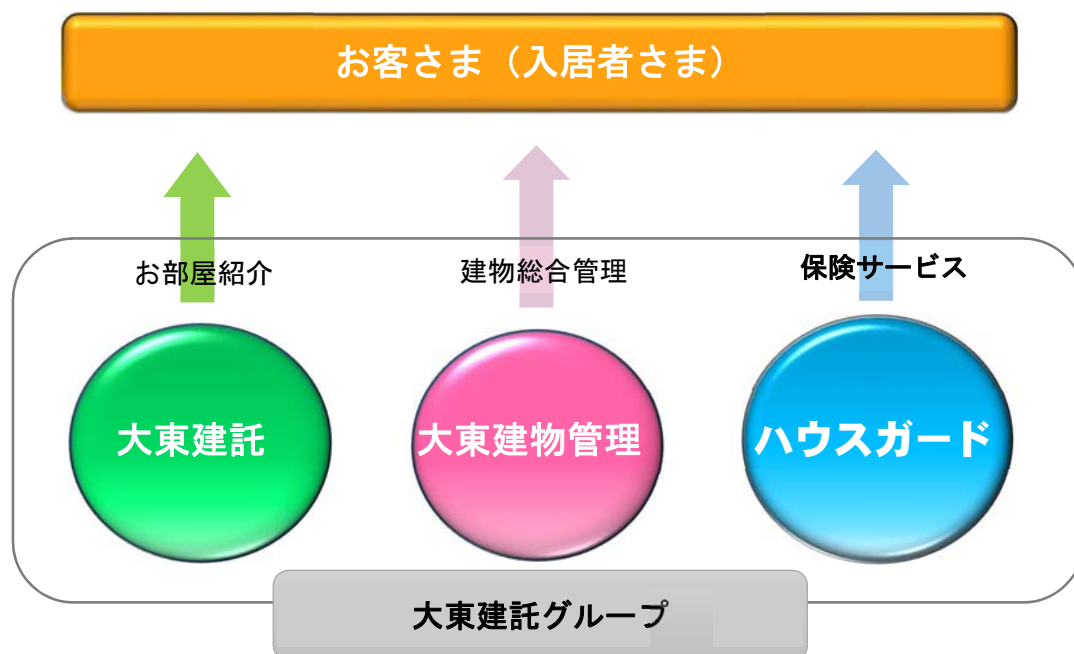 お客さま（入居者さま）
お部屋紹介
建物総合管理
保険サービス
大東建託
大東建物管理
ハウスガード
大東建託グループ